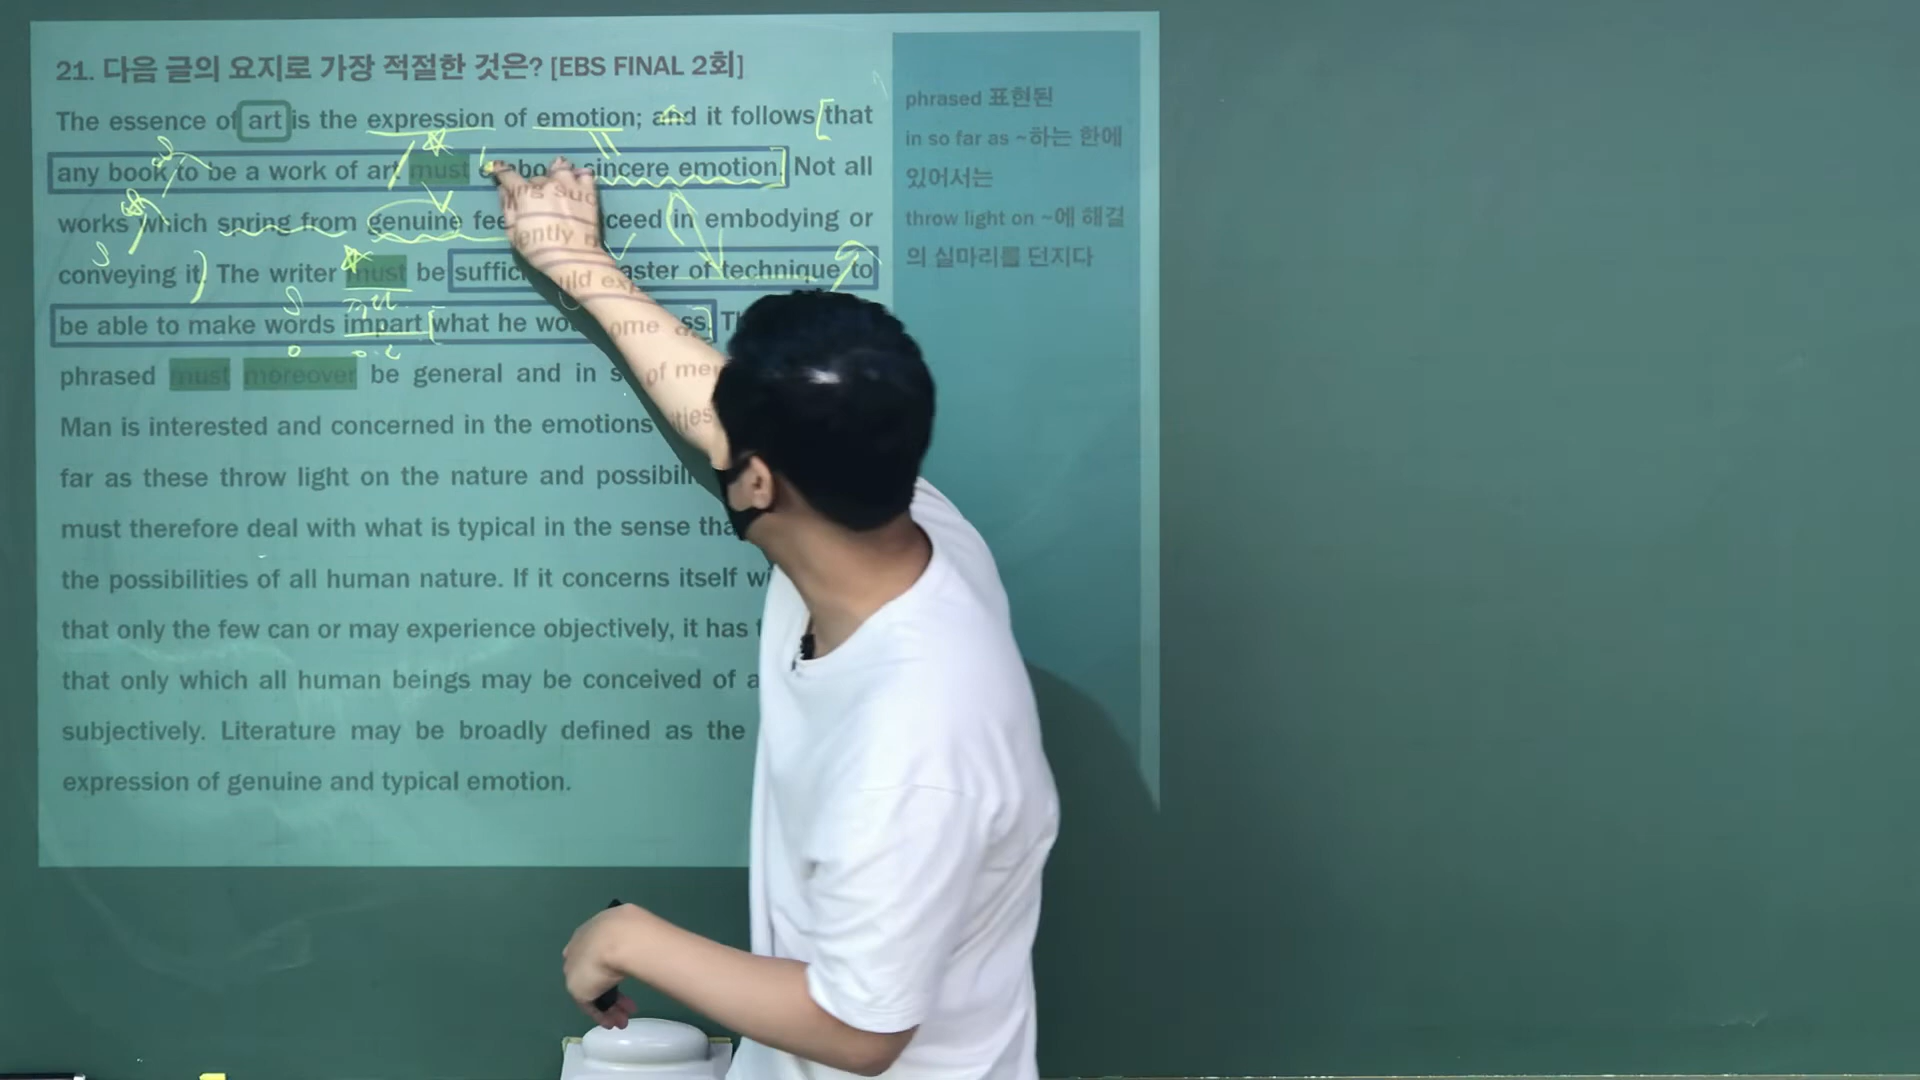 21. 다음 글의 요지로 가장 적절한 것은? [EBS FINAL 2회]
The essence of art is the expression of emotion; and it follows that
any book to be a work of art must sincere emotion. Not all
works which spring from genuine in embodying or
conveying it. The writer must be of technique to
be able to make words impart what he
phrased must moreover be general and in
Man is interested and concerned in the emotions
far as these throw light on the nature and
must therefore deal with what is typical in the sense
the possibilities of all human nature. If it concerns itself
that only the few can or may experience objectively, it has
that only which all human beings may be conceived of
subjectively. Literature may be broadly defined as the
expression of genuine and typical emotion.
phrased 표현된
in so far as ~하는 한에
있어서는
throw light on ~에 해결
의 실마리를 던지다
S
S
O
o.c